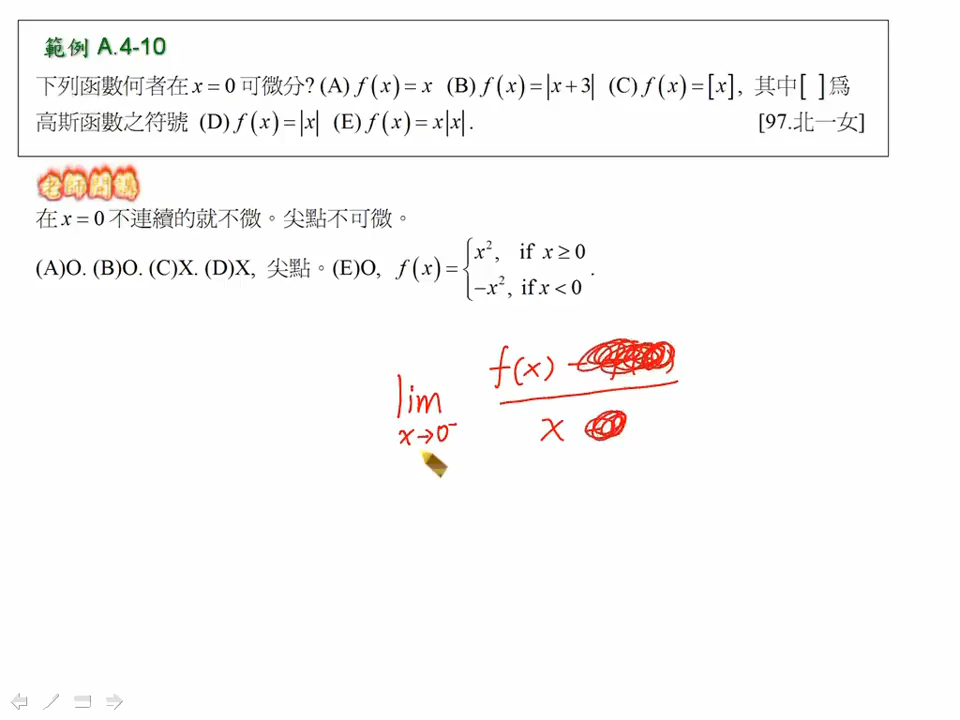 範例 A.4-10
下列函數何者在 x = 0 可微分? (A) f(x) = x (B) f(x) = |x+3| (C) f(x) = [x], 其中[ ]為
高斯函數之符號 (D) f(x) = |x| (E) f(x) = x|x|. [97.北一女]
老師開講
在 x = 0 不連續的就不微。尖點不可微。
(A)O. (B)O. (C)X. (D)X, 尖點。(E)O, f(x) = { x², if x ≥ 0
−x², if x < 0 .
f(x) −
lim
x→0⁻ x